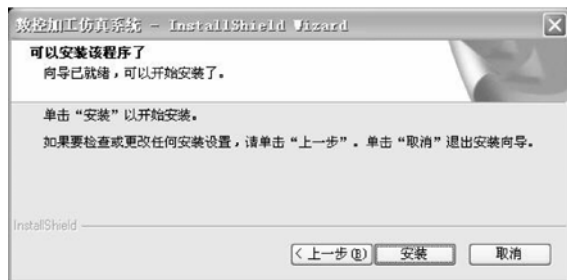 数控加工仿真系统 - InstallShield Wizard
可以安装该程序了
向导已就绪，可以开始安装了。
单击“安装”以开始安装。
如果要检查或更改任何安装设置，请单击“上一步”. 单击“取消”退出安装向导。
InstallShield
< 上一步(B) 安装 取消